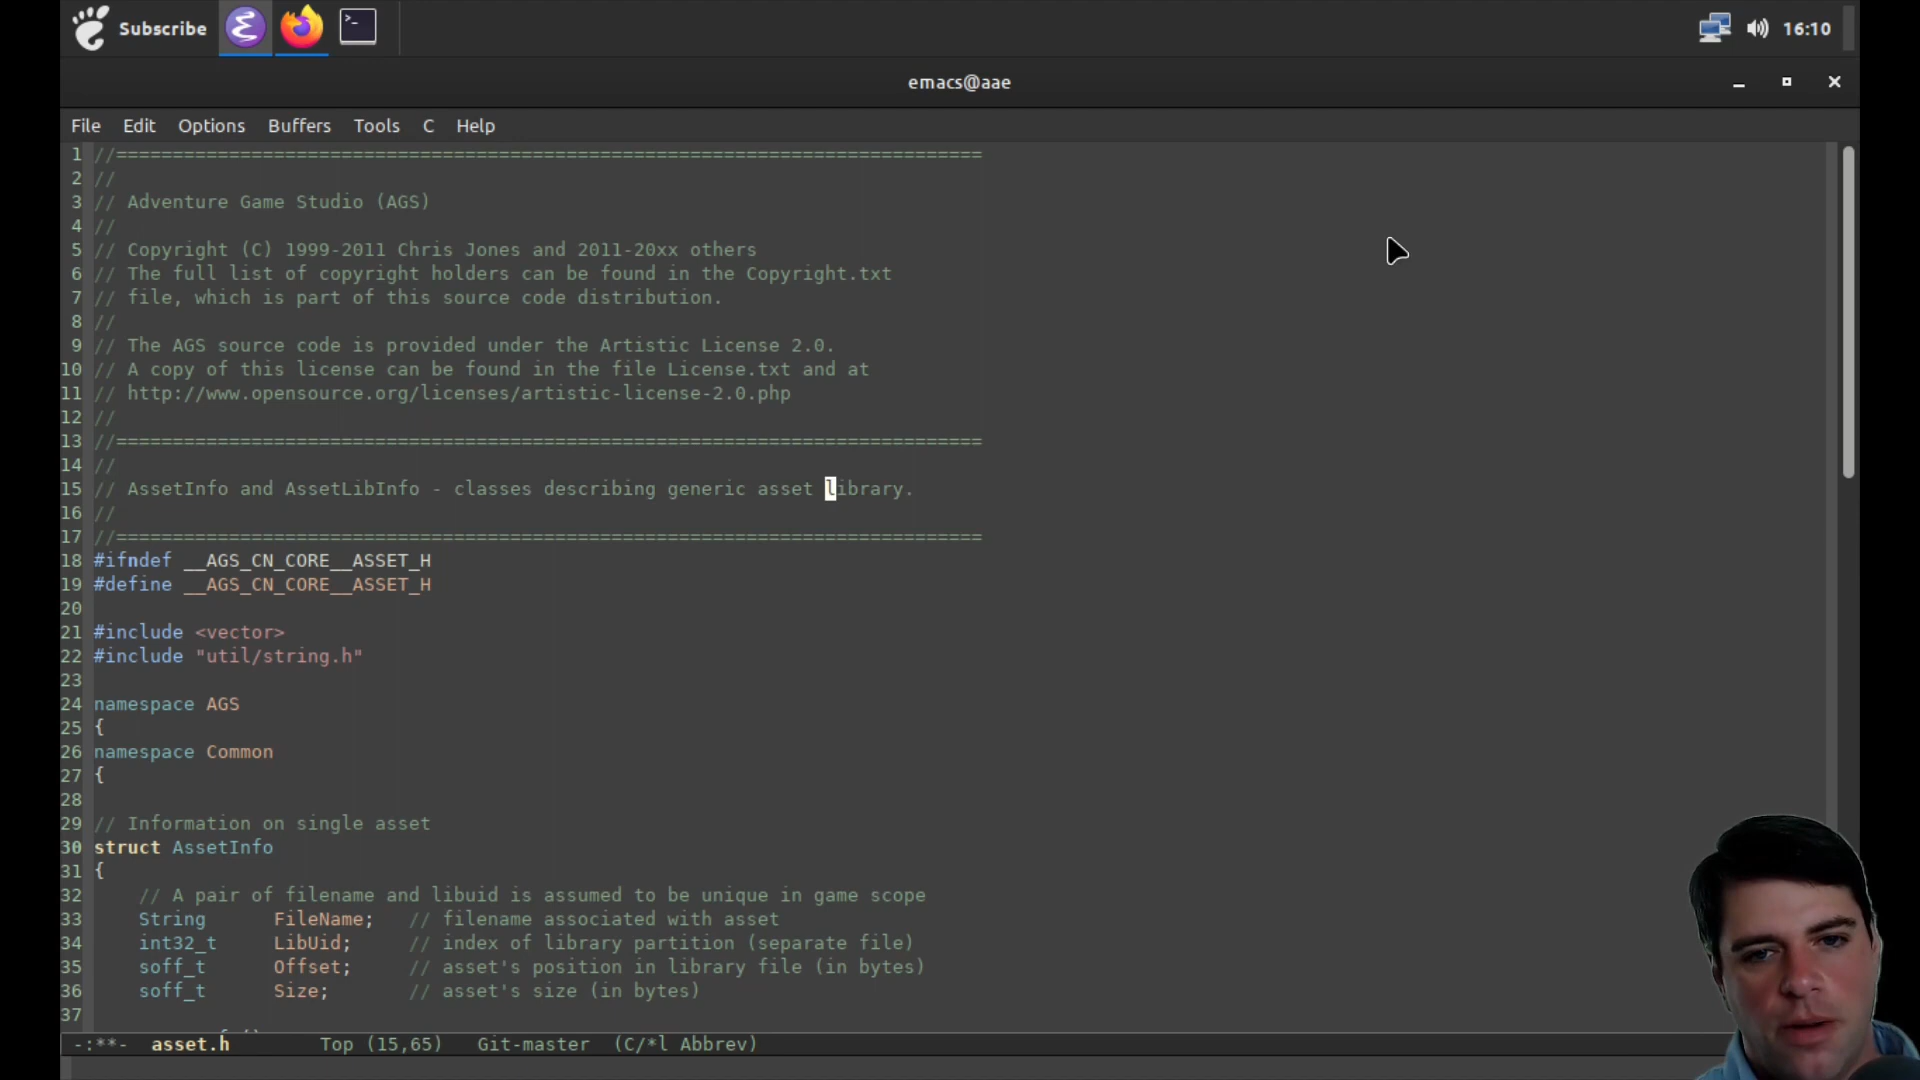 Subscribe
16:10
emacs@aae
File Edit Options Buffers Tools C Help
1 //=============================================================================
2 //
3 // Adventure Game Studio (AGS)
4 //
5 // Copyright (C) 1999-2011 Chris Jones and 2011-20xx others
6 // The full list of copyright holders can be found in the Copyright.txt
7 // file, which is part of this source code distribution.
8 //
9 // The AGS source code is provided under the Artistic License 2.0.
10 // A copy of this license can be found in the file License.txt and at
11 // http://www.opensource.org/licenses/artistic-license-2.0.php
12 //
13 //=============================================================================
14 //
15 // AssetInfo and AssetLibInfo - classes describing generic asset library.
16 //
17 //=============================================================================
18 #ifndef __AGS_CN_CORE__ASSET_H
19 #define __AGS_CN_CORE__ASSET_H
20
21 #include <vector>
22 #include "util/string.h"
23
24 namespace AGS
25 {
26 namespace Common
27 {
28
29 // Information on single asset
30 struct AssetInfo
31 {
32     // A pair of filename and libuid is assumed to be unique in game scope
33     String      FileName;   // filename associated with asset
34     int32_t     LibUid;     // index of library partition (separate file)
35     soff_t      Offset;     // asset's position in library file (in bytes)
36     soff_t      Size;       // asset's size (in bytes)
37
-:**-  asset.h        Top (15,65)   Git-master  (C/*l Abbrev)